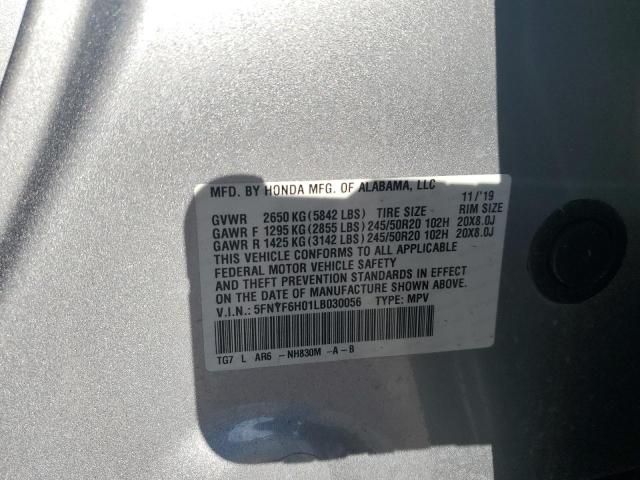 MFD. BY HONDA MFG. OF ALABAMA, LLC 11/'19
GVWR 2650 KG (5842 LBS) TIRE SIZE RIM SIZE
GAWR F 1295 KG (2855 LBS) 245/50R20 102H 20X8.0J
GAWR R 1425 KG (3142 LBS) 245/50R20 102H 20X8.0J
THIS VEHICLE CONFORMS TO ALL APPLICABLE
FEDERAL MOTOR VEHICLE SAFETY
AND THEFT PREVENTION STANDARDS IN EFFECT
ON THE DATE OF MANUFACTURE SHOWN ABOVE.
V.I.N.: 5FNYF6H01LB030056 TYPE: MPV
TG7 L AR6 -NH830M -A-B